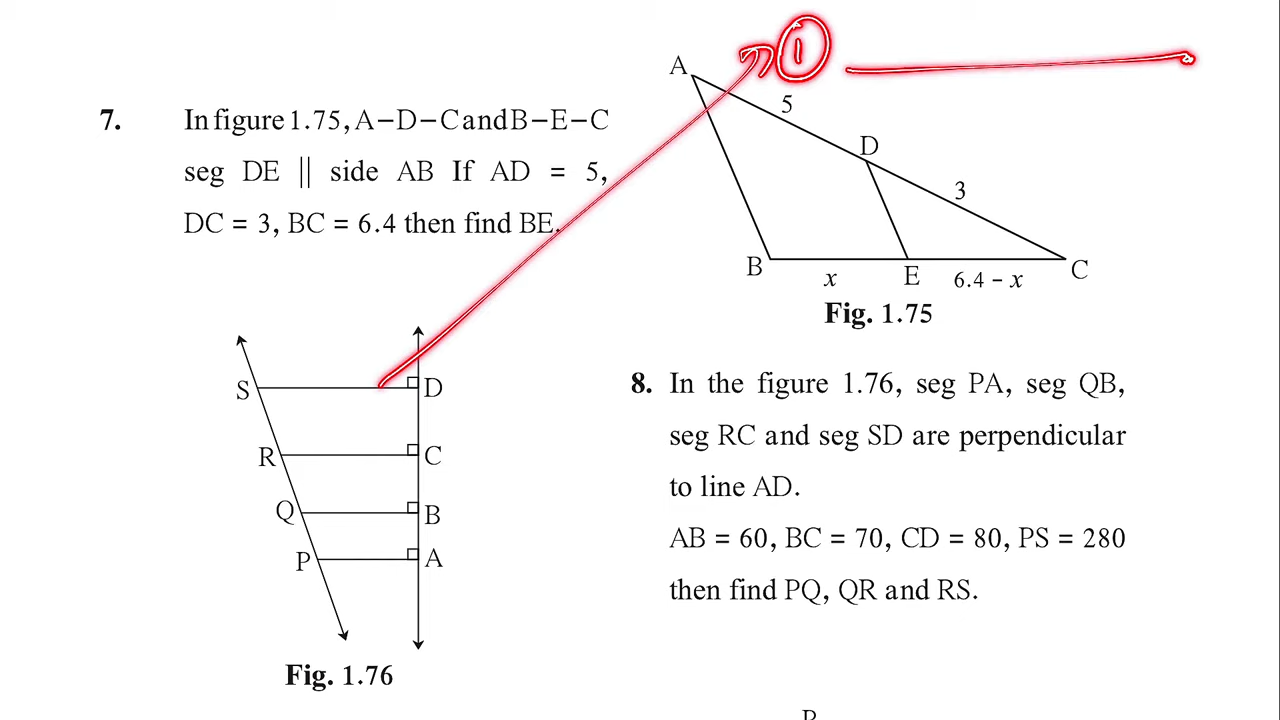 7. In figure 1.75, A–D–C and B–E–C
seg DE || side AB If AD = 5,
DC = 3, BC = 6.4 then find BE.
①
A
5
D
3
B
x
E
6.4 – x
C
Fig. 1.75
S
D
R
C
Q
B
P
A
Fig. 1.76
8. In the figure 1.76, seg PA, seg QB,
seg RC and seg SD are perpendicular
to line AD.
AB = 60, BC = 70, CD = 80, PS = 280
then find PQ, QR and RS.